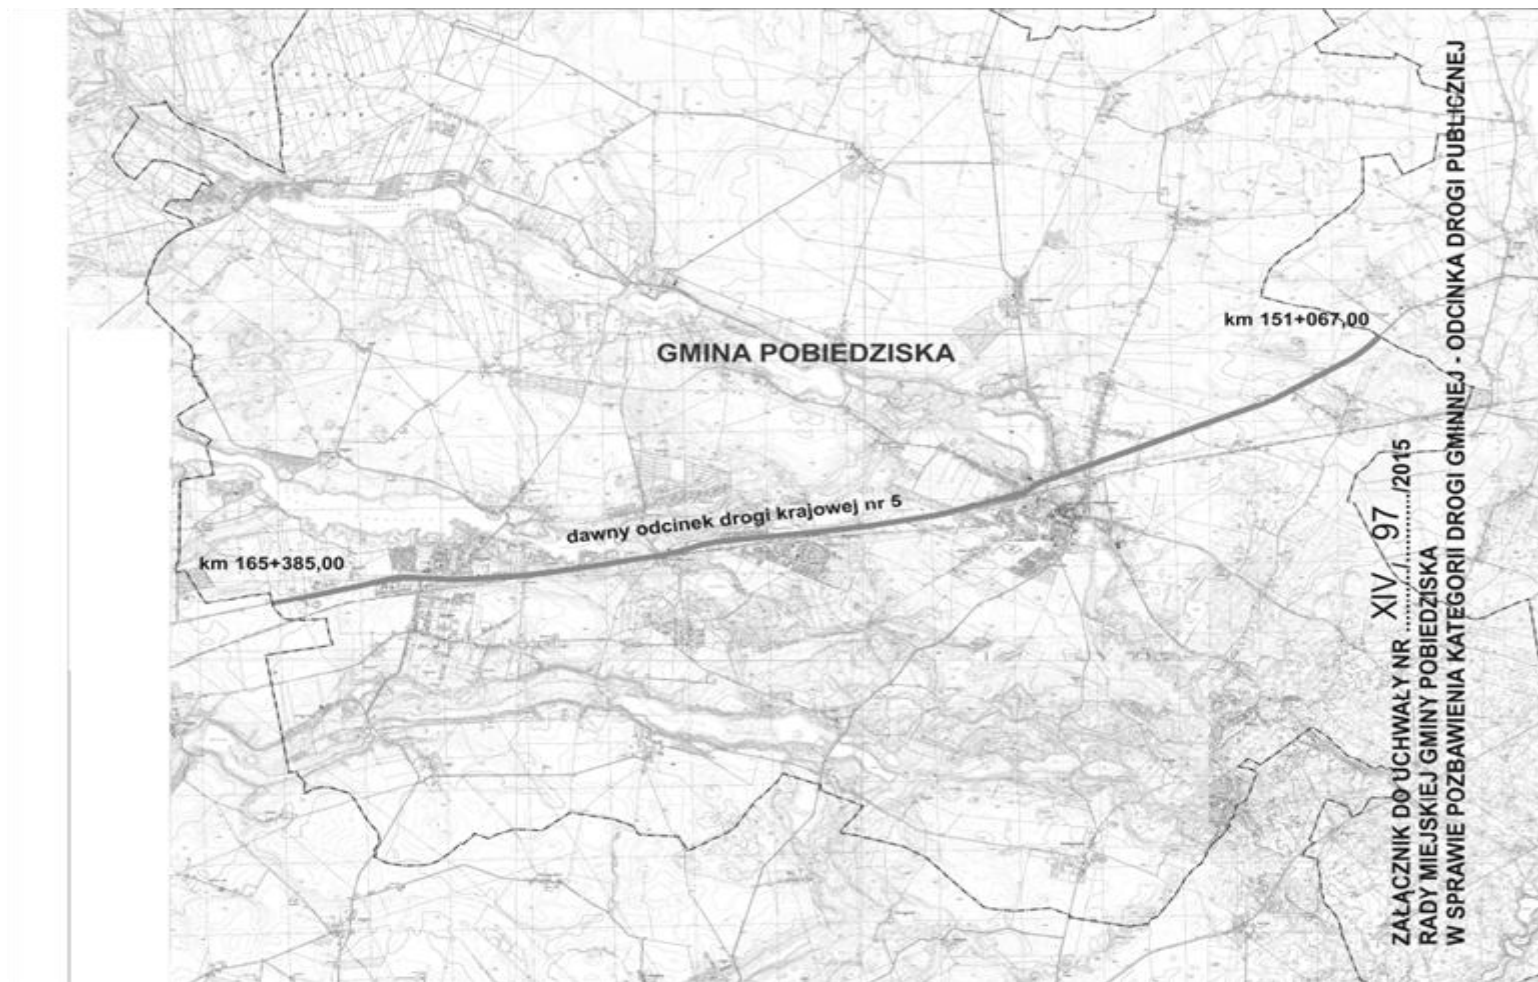 GMINA POBIEDZISKA
km 151+067,00
dawny odcinek drogi krajowej nr 5
km 165+385,00
ZAŁĄCZNIK DO UCHWAŁY NR XIV / 97 /2015
RADY MIEJSKIEJ GMINY POBIEDZISKA
W SPRAWIE POZBAWIENIA KATEGORII DROGI GMINNEJ - ODCINKA DROGI PUBLICZNEJ